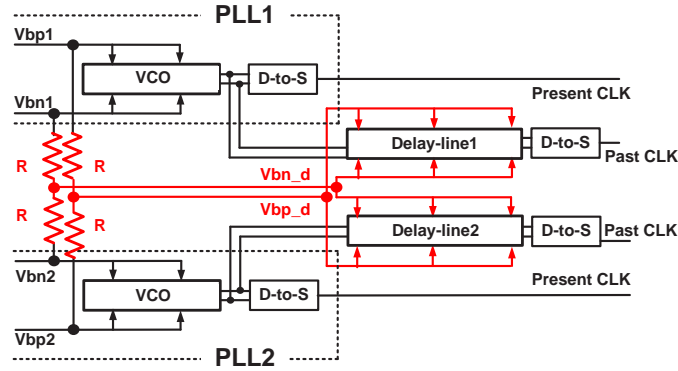 PLL1
Vbp1
VCO
D-to-S
Vbn1
Present CLK
Delay-line1
D-to-S
R
R
Vbn_d
Past CLK
R
R
Vbp_d
Delay-line2
D-to-S
Past CLK
Vbn2
VCO
D-to-S
Present CLK
Vbp2
PLL2